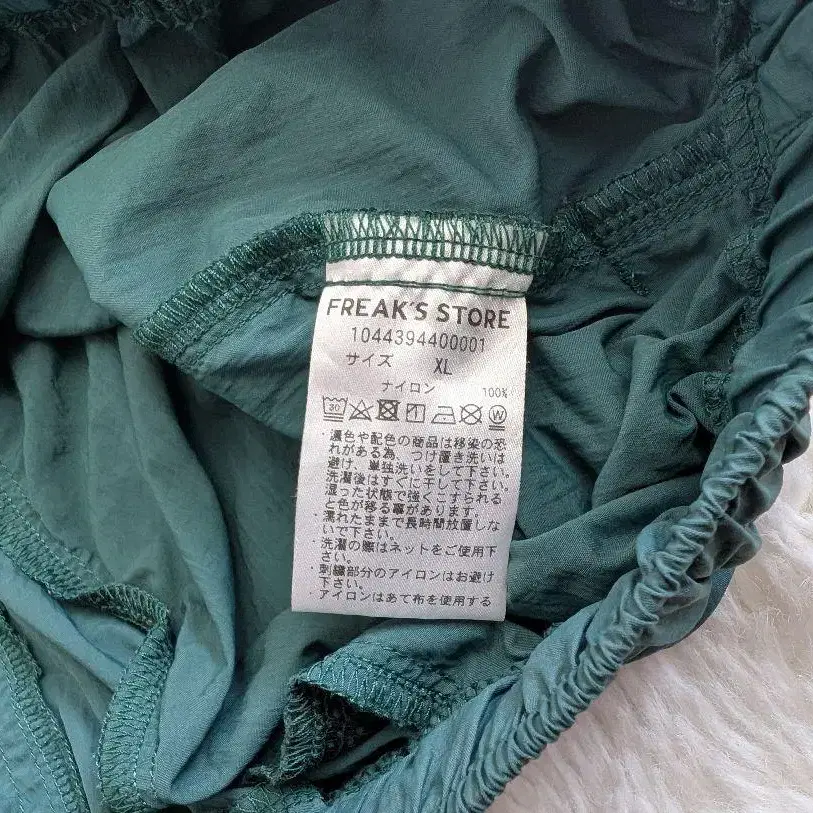 FREAK'S STORE
1044394400001
サイズ XL
ナイロン 100%
30 W
・濃色や配色の商品は移染の恐
れがある為、つけ置き洗いは
避け、単独洗いをして下さい。
洗濯後はすぐに干して下さい。
湿った状態で強くこすられる
と色が移る事があります。
・濡れたままで長時間放置しな
いで下さい。
・洗濯の際はネットをご使用下
さい。
・刺繍部分のアイロンはお避け
下さい。
・アイロンはあて布を使用する